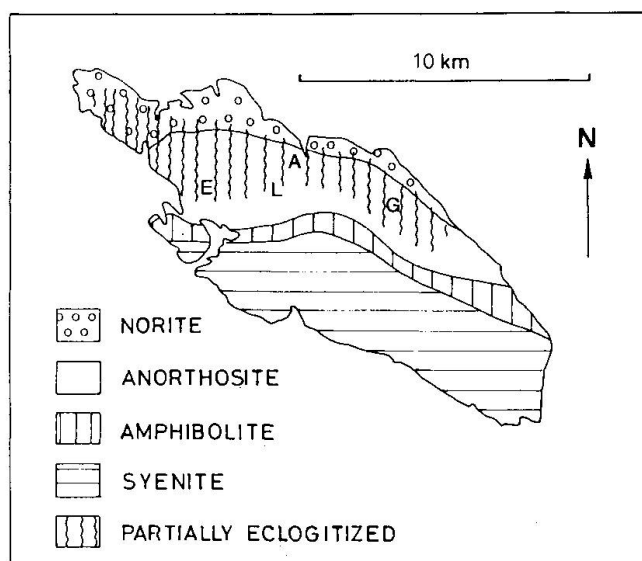 10 km
N
A
E L
G
NORITE
ANORTHOSITE
AMPHIBOLITE
SYENITE
PARTIALLY ECLOGITIZED